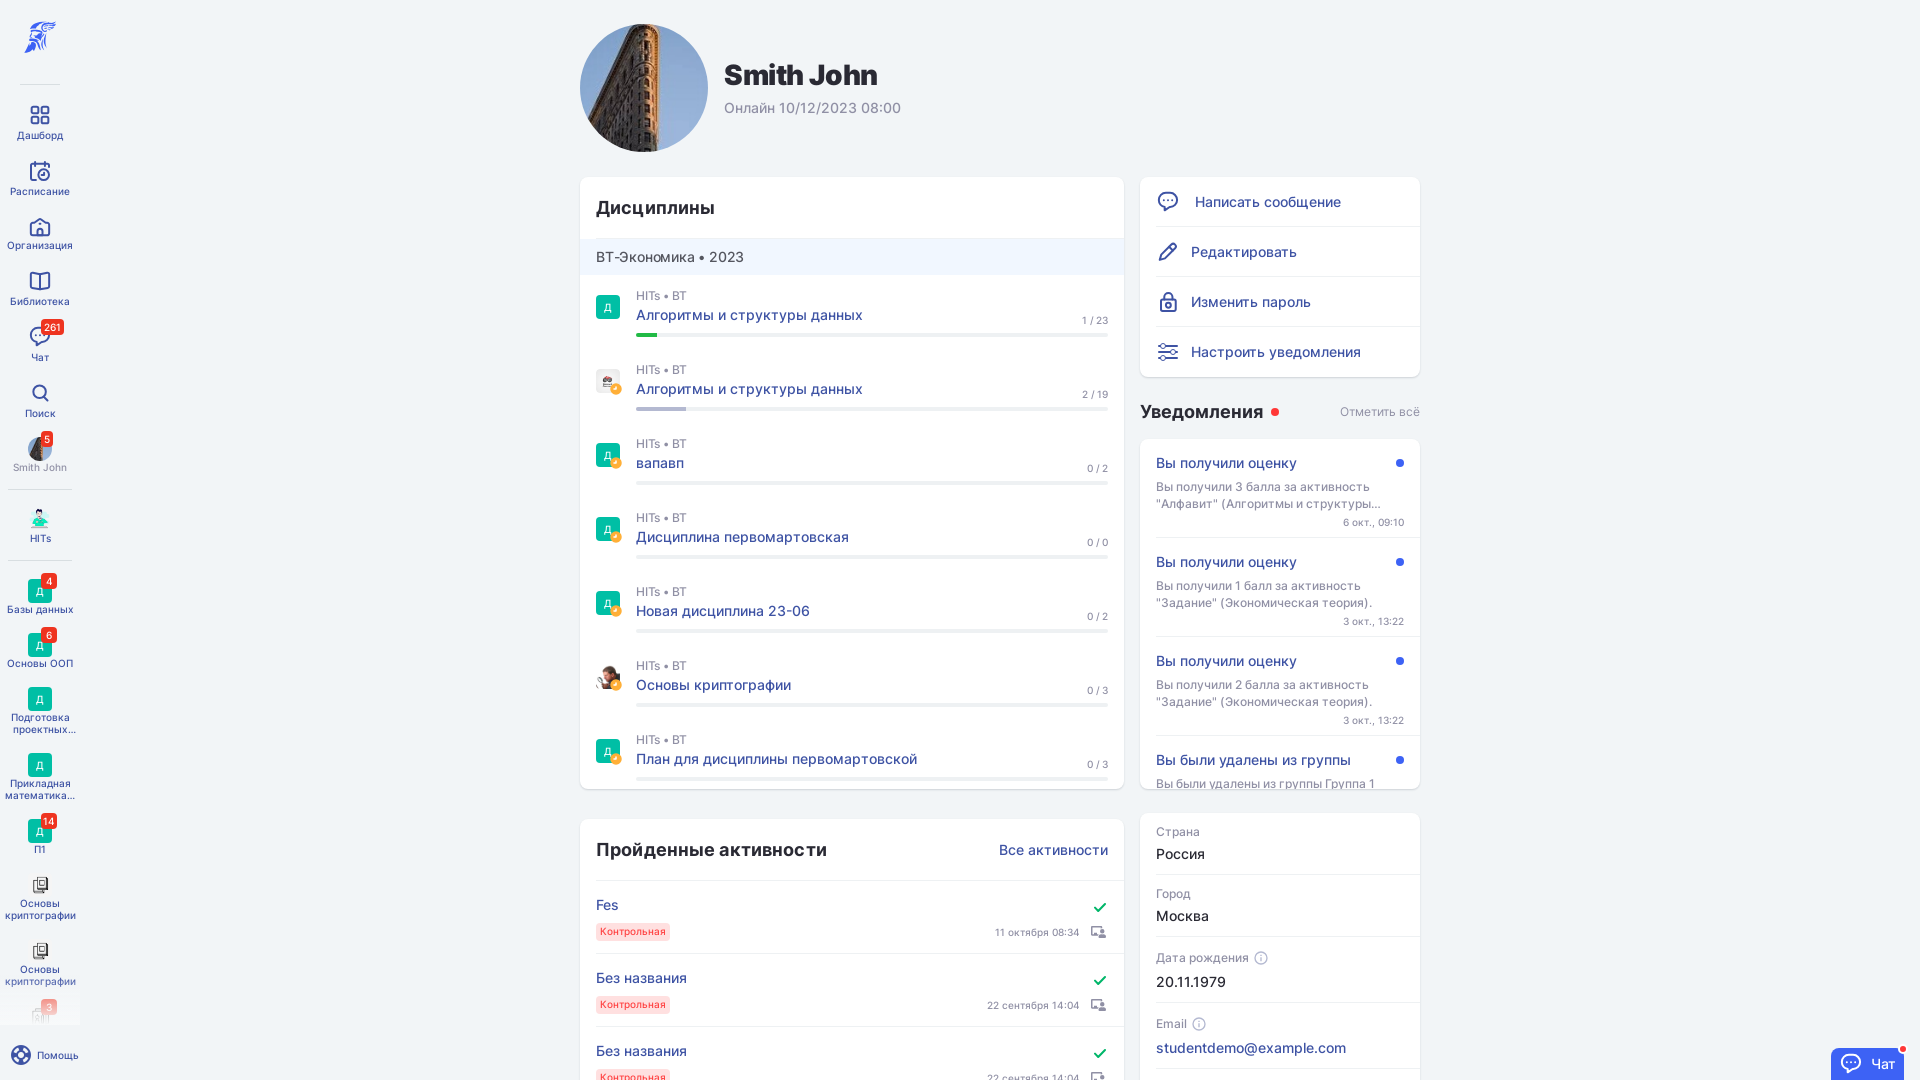 Дашборд
Расписание
Организация
Библиотека
261
Чат
Поиск
5
Smith John
HITs
4
Д
Базы данных
6
Д
Основы ООП
Д
Подготовка
проектных...
Д
Прикладная
математика...
14
Д
П1
Основы
криптографии
Основы
криптографии
3
Помощь
Smith John
Онлайн 10/12/2023 08:00
Дисциплины
ВТ-Экономика • 2023
Д
HITs • ВТ
Алгоритмы и структуры данных
1 / 23
HITs • ВТ
Алгоритмы и структуры данных
2 / 19
Д
HITs • ВТ
вапавп
0 / 2
Д
HITs • ВТ
Дисциплина первомартовская
0 / 0
Д
HITs • ВТ
Новая дисциплина 23-06
0 / 2
HITs • ВТ
Основы криптографии
0 / 3
Д
HITs • ВТ
План для дисциплины первомартовской
0 / 3
Пройденные активности
Все активности
Fes
Контрольная
11 октября 08:34
Без названия
Контрольная
22 сентября 14:04
Без названия
Контрольная
22 сентября 14:04
Написать сообщение
Редактировать
Изменить пароль
Настроить уведомления
Уведомления
Отметить всё
Вы получили оценку
Вы получили 3 балла за активность
"Алфавит" (Алгоритмы и структуры...
6 окт., 09:10
Вы получили оценку
Вы получили 1 балл за активность
"Задание" (Экономическая теория).
3 окт., 13:22
Вы получили оценку
Вы получили 2 балла за активность
"Задание" (Экономическая теория).
3 окт., 13:22
Вы были удалены из группы
Вы были удалены из группы Группа 1
Страна
Россия
Город
Москва
Дата рождения
20.11.1979
Email
studentdemo@example.com
Чат